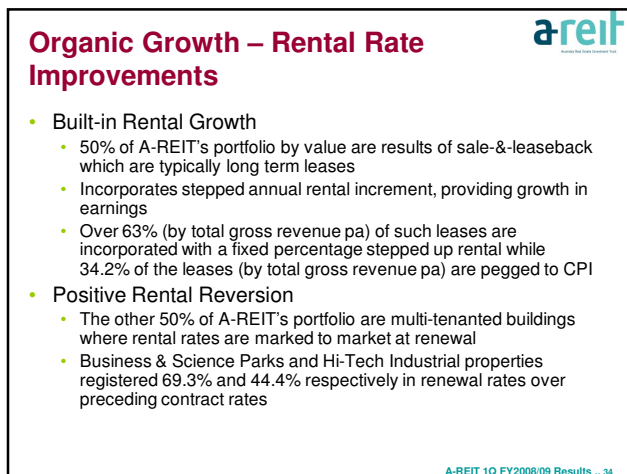 Organic Growth – Rental Rate
Improvements
a-reit
• Built-in Rental Growth
• 50% of A-REIT's portfolio by value are results of sale-&-leaseback
which are typically long term leases
• Incorporates stepped annual rental increment, providing growth in
earnings
• Over 63% (by total gross revenue pa) of such leases are
incorporated with a fixed percentage stepped up rental while
34.2% of the leases (by total gross revenue pa) are pegged to CPI
• Positive Rental Reversion
• The other 50% of A-REIT's portfolio are multi-tenanted buildings
where rental rates are marked to market at renewal
• Business & Science Parks and Hi-Tech Industrial properties
registered 69.3% and 44.4% respectively in renewal rates over
preceding contract rates
A-REIT 1Q FY2008/09 Results .. 34